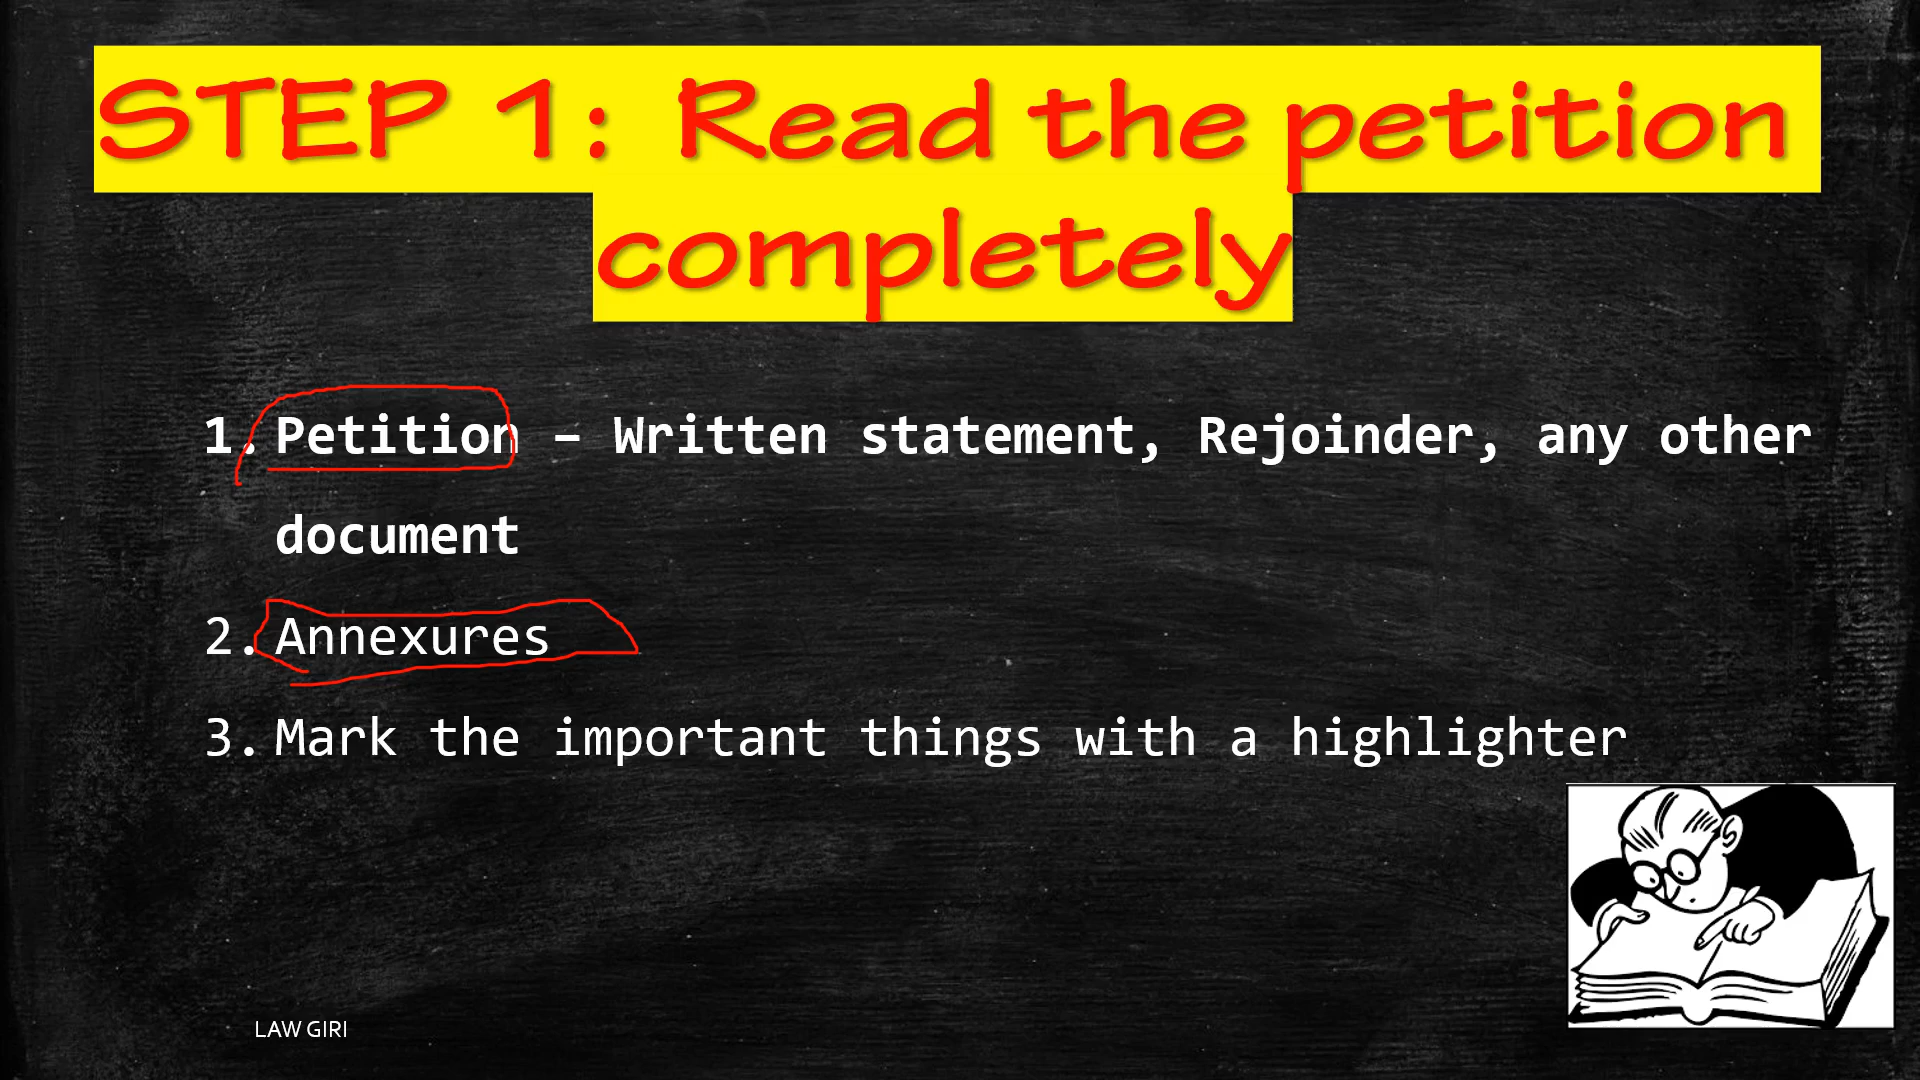 STEP 1: Read the petition
completely
1. Petition – Written statement, Rejoinder, any other
document
2. Annexures
3. Mark the important things with a highlighter
LAW GIRI